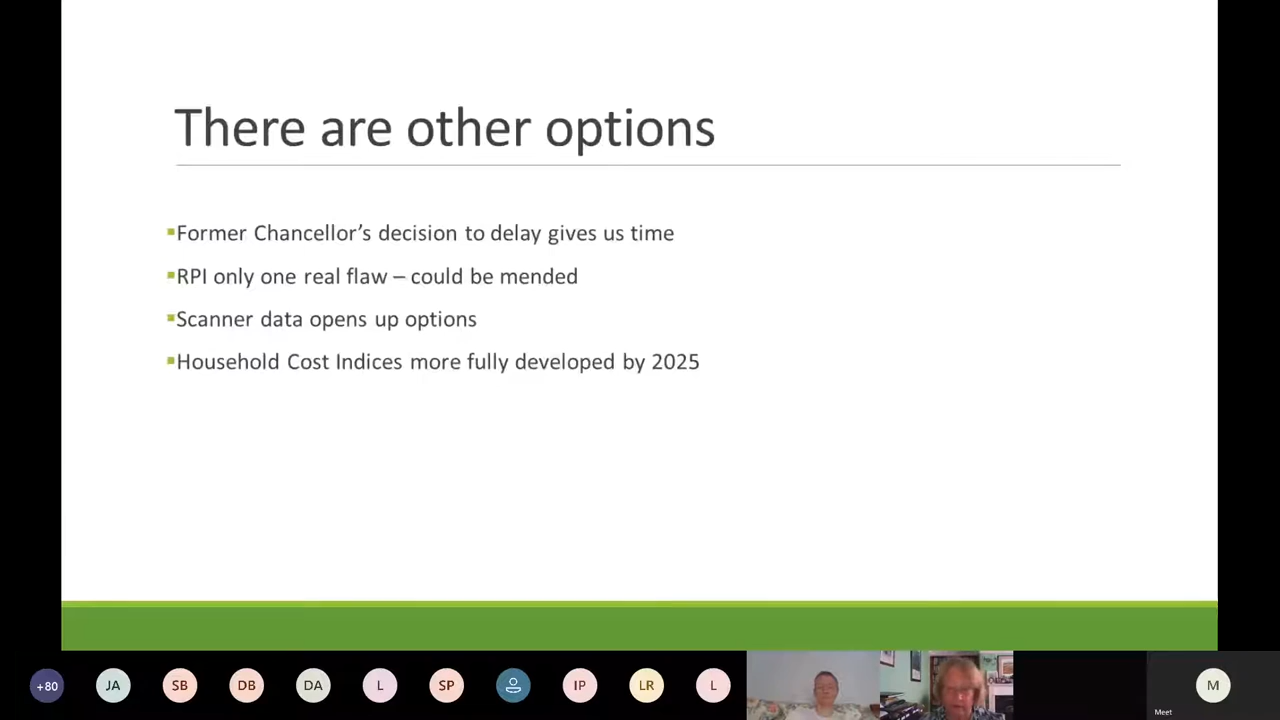 There are other options
Former Chancellor’s decision to delay gives us time
RPI only one real flaw – could be mended
Scanner data opens up options
Household Cost Indices more fully developed by 2025
+80
JA
SB
DB
DA
L
SP
IP
LR
L
M
Meet